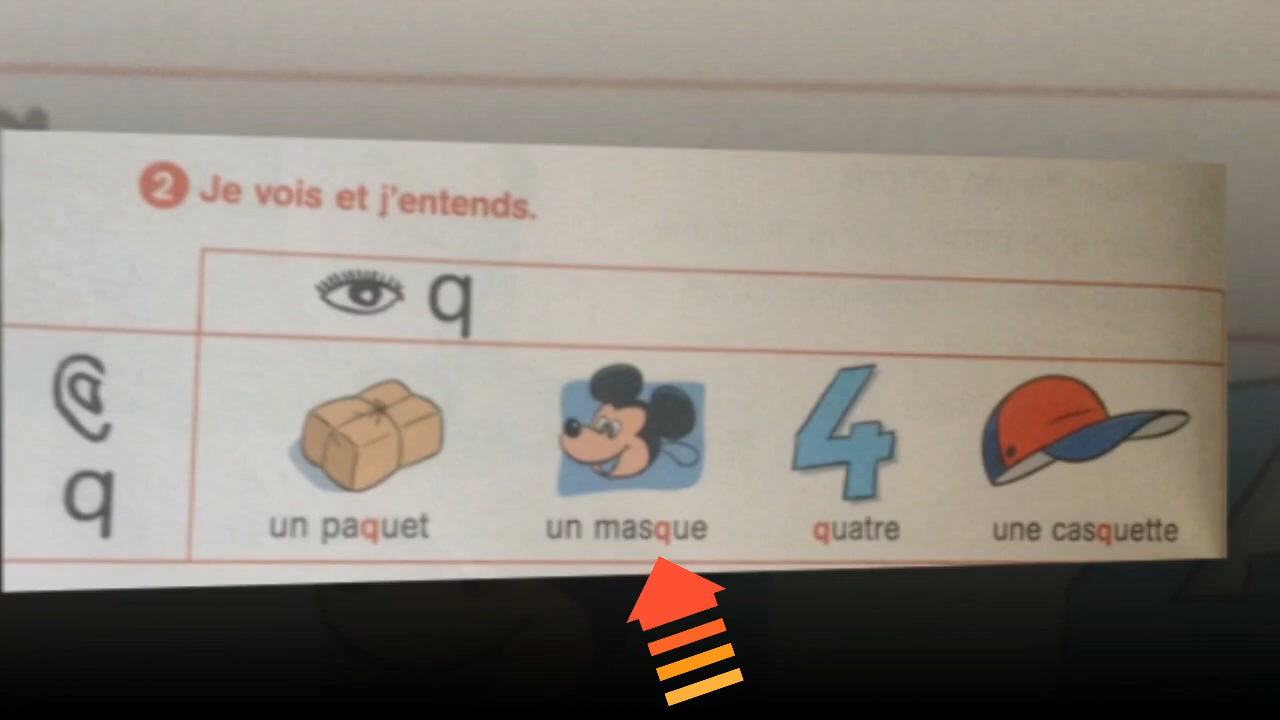 2 Je vois et j'entends.
q
q
un paquet un masque quatre une casquette